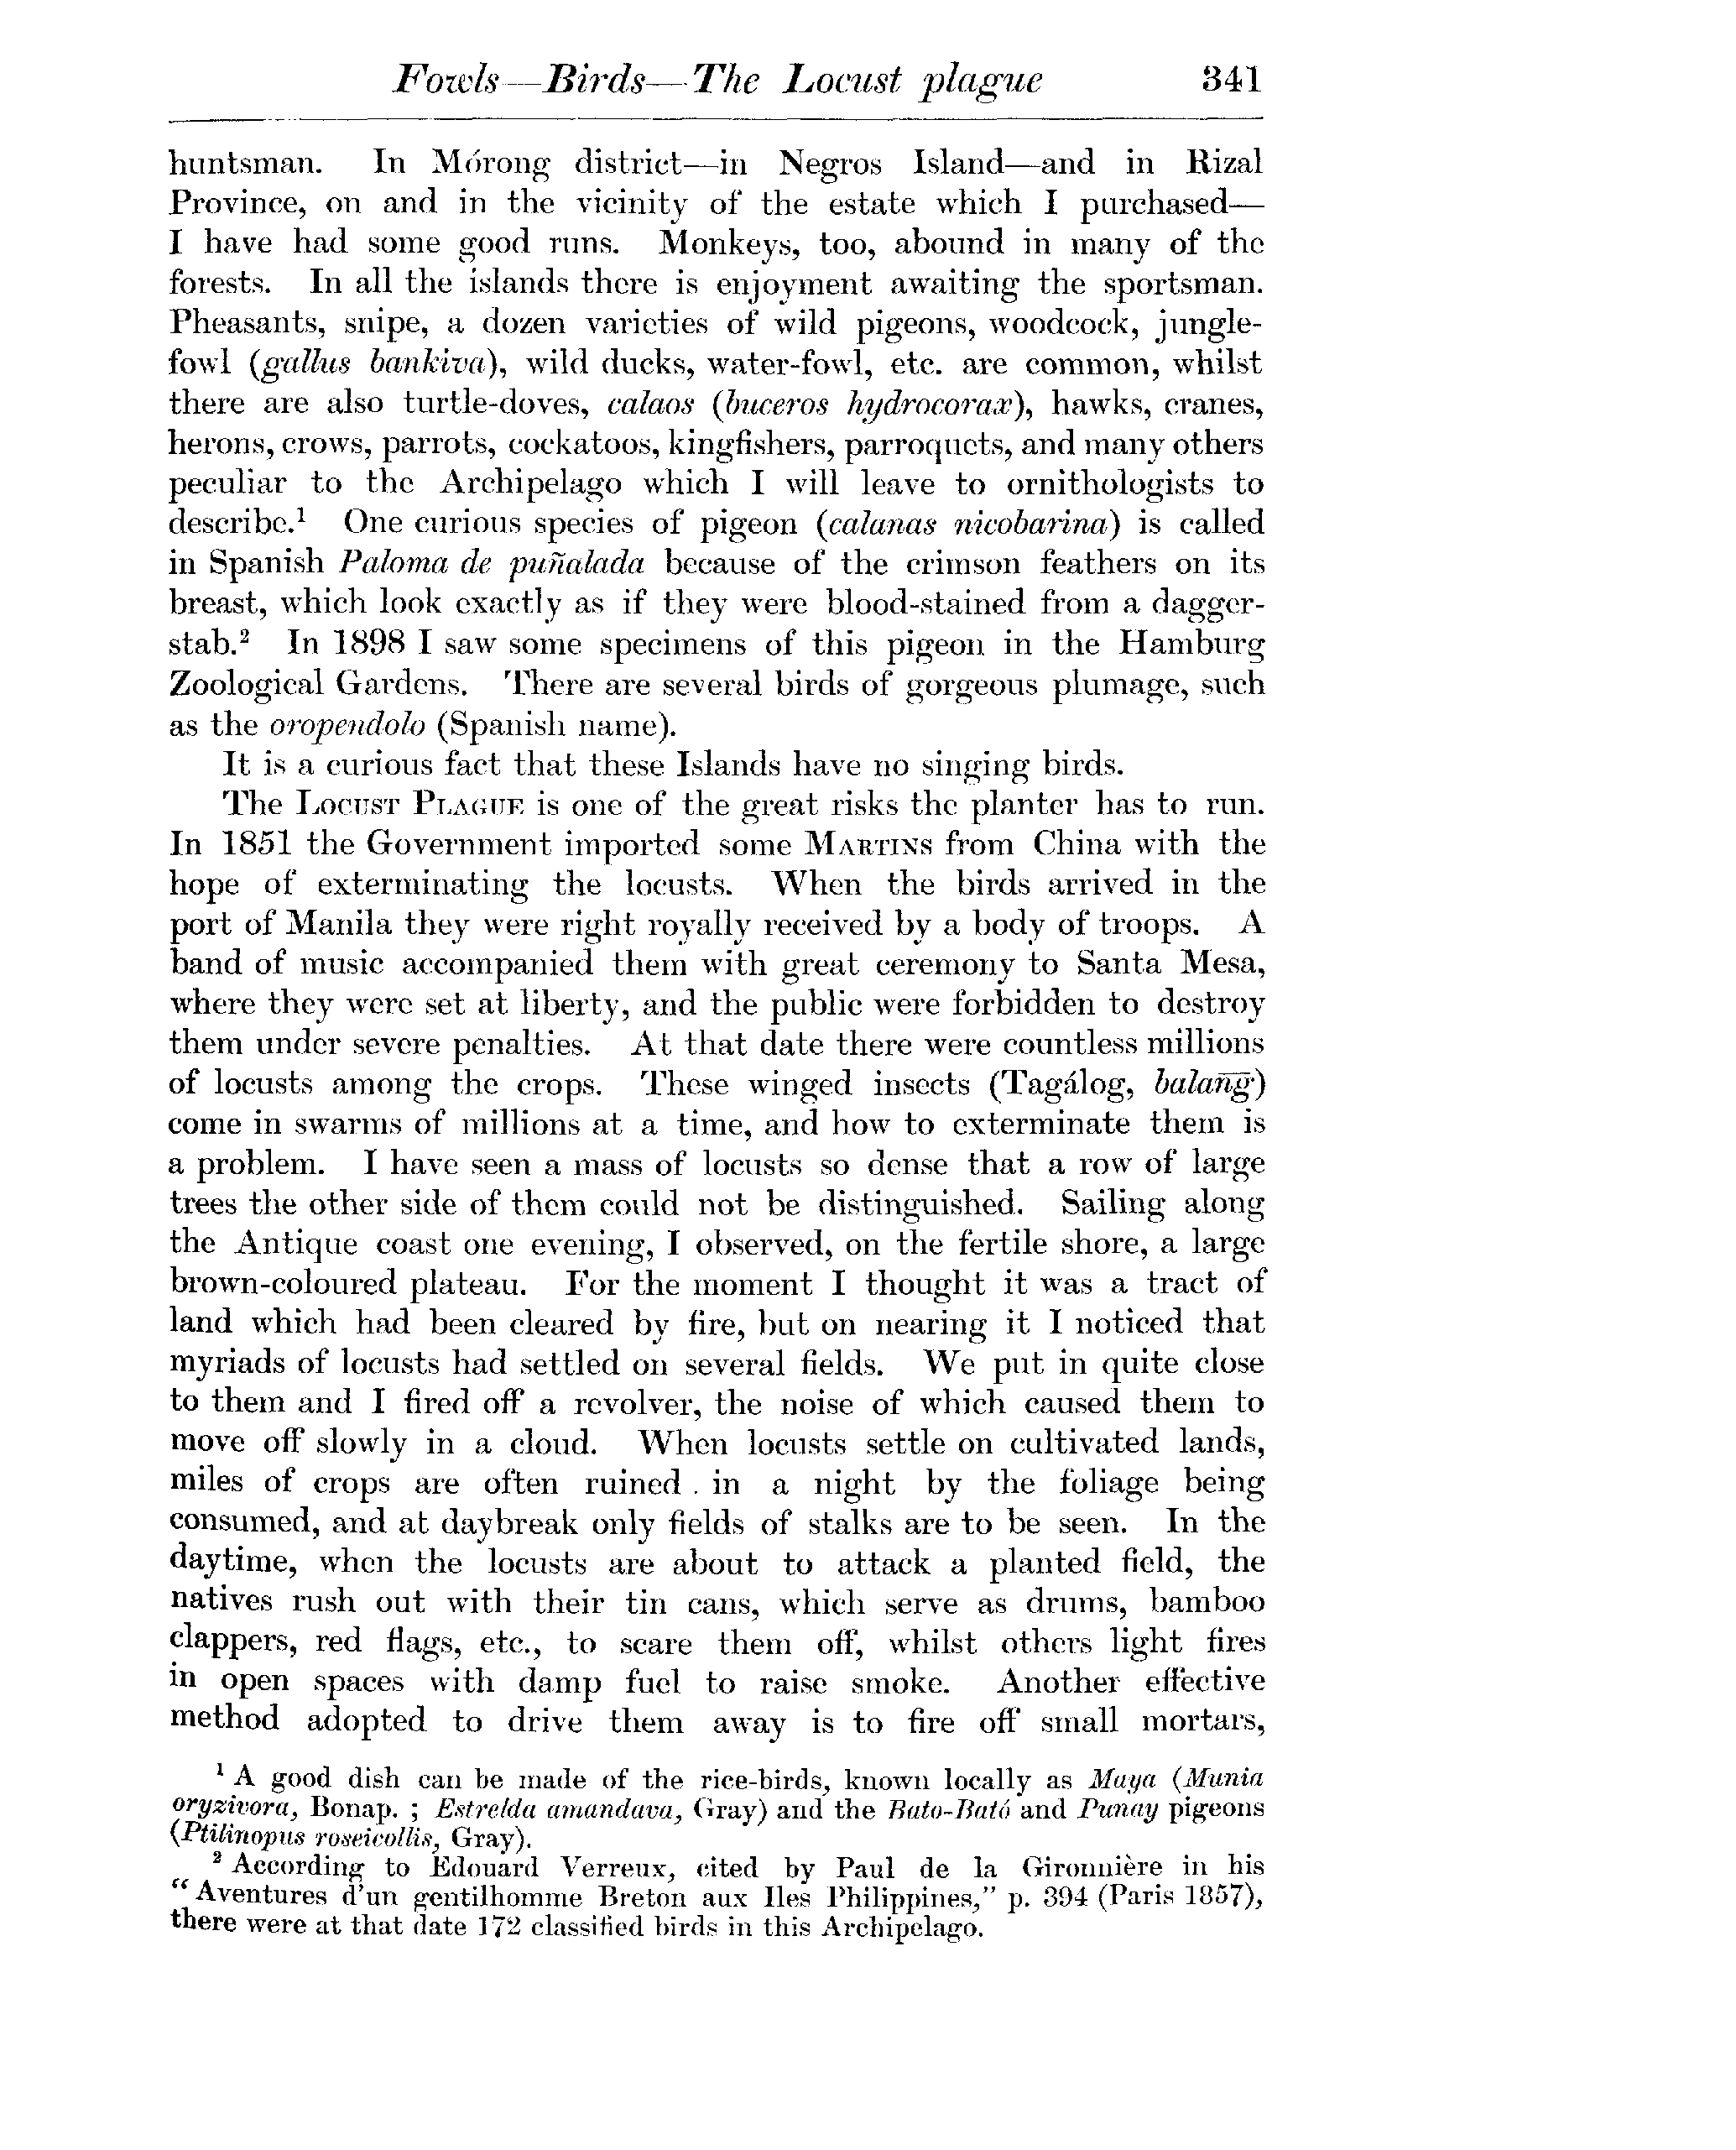 Fowls—Birds—The Locust plague 341
huntsman. In Mórong district—in Negros Island—and in Rizal
Province, on and in the vicinity of the estate which I purchased—
I have had some good runs. Monkeys, too, abound in many of the
forests. In all the islands there is enjoyment awaiting the sportsman.
Pheasants, snipe, a dozen varieties of wild pigeons, woodcock, jungle-
fowl (gallus bankiva), wild ducks, water-fowl, etc. are common, whilst
there are also turtle-doves, calaos (buceros hydrocorax), hawks, cranes,
herons, crows, parrots, cockatoos, kingfishers, parroquets, and many others
peculiar to the Archipelago which I will leave to ornithologists to
describe.¹ One curious species of pigeon (calanas nicobarina) is called
in Spanish Paloma de puñalada because of the crimson feathers on its
breast, which look exactly as if they were blood-stained from a dagger-
stab.² In 1898 I saw some specimens of this pigeon in the Hamburg
Zoological Gardens. There are several birds of gorgeous plumage, such
as the oropendolo (Spanish name).
It is a curious fact that these Islands have no singing birds.
The LOCUST PLAGUE is one of the great risks the planter has to run.
In 1851 the Government imported some MARTINS from China with the
hope of exterminating the locusts. When the birds arrived in the
port of Manila they were right royally received by a body of troops. A
band of music accompanied them with great ceremony to Santa Mesa,
where they were set at liberty, and the public were forbidden to destroy
them under severe penalties. At that date there were countless millions
of locusts among the crops. These winged insects (Tagálog, balañg)
come in swarms of millions at a time, and how to exterminate them is
a problem. I have seen a mass of locusts so dense that a row of large
trees the other side of them could not be distinguished. Sailing along
the Antique coast one evening, I observed, on the fertile shore, a large
brown-coloured plateau. For the moment I thought it was a tract of
land which had been cleared by fire, but on nearing it I noticed that
myriads of locusts had settled on several fields. We put in quite close
to them and I fired off a revolver, the noise of which caused them to
move off slowly in a cloud. When locusts settle on cultivated lands,
miles of crops are often ruined in a night by the foliage being
consumed, and at daybreak only fields of stalks are to be seen. In the
daytime, when the locusts are about to attack a planted field, the
natives rush out with their tin cans, which serve as drums, bamboo
clappers, red flags, etc., to scare them off, whilst others light fires
in open spaces with damp fuel to raise smoke. Another effective
method adopted to drive them away is to fire off small mortars,
¹ A good dish can be made of the rice-birds, known locally as Maya (Munia
oryzivora, Bonap. ; Estrelda amandava, Gray) and the Bato-Bató and Punay pigeons
(Ptilinopus roseicollis, Gray).
² According to Edouard Verreux, cited by Paul de la Gironnière in his
“Aventures d'un gentilhomme Breton aux Iles Philippines,” p. 394 (Paris 1857),
there were at that date 172 classified birds in this Archipelago.